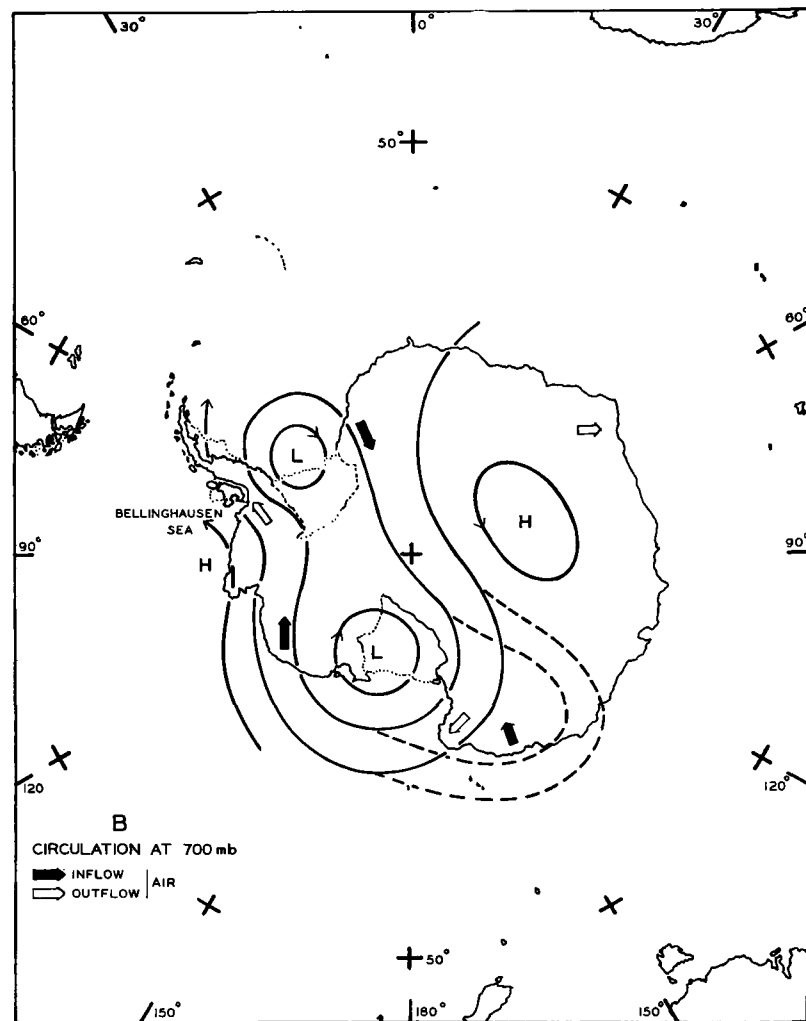 30° 0° 30°
50°
60° 60°
L
H
BELLINGHAUSEN
SEA
90° 90°
H
L
120 120°
B
CIRCULATION AT 700 mb
INFLOW
OUTFLOW
AIR
50°
150° 180° 150°